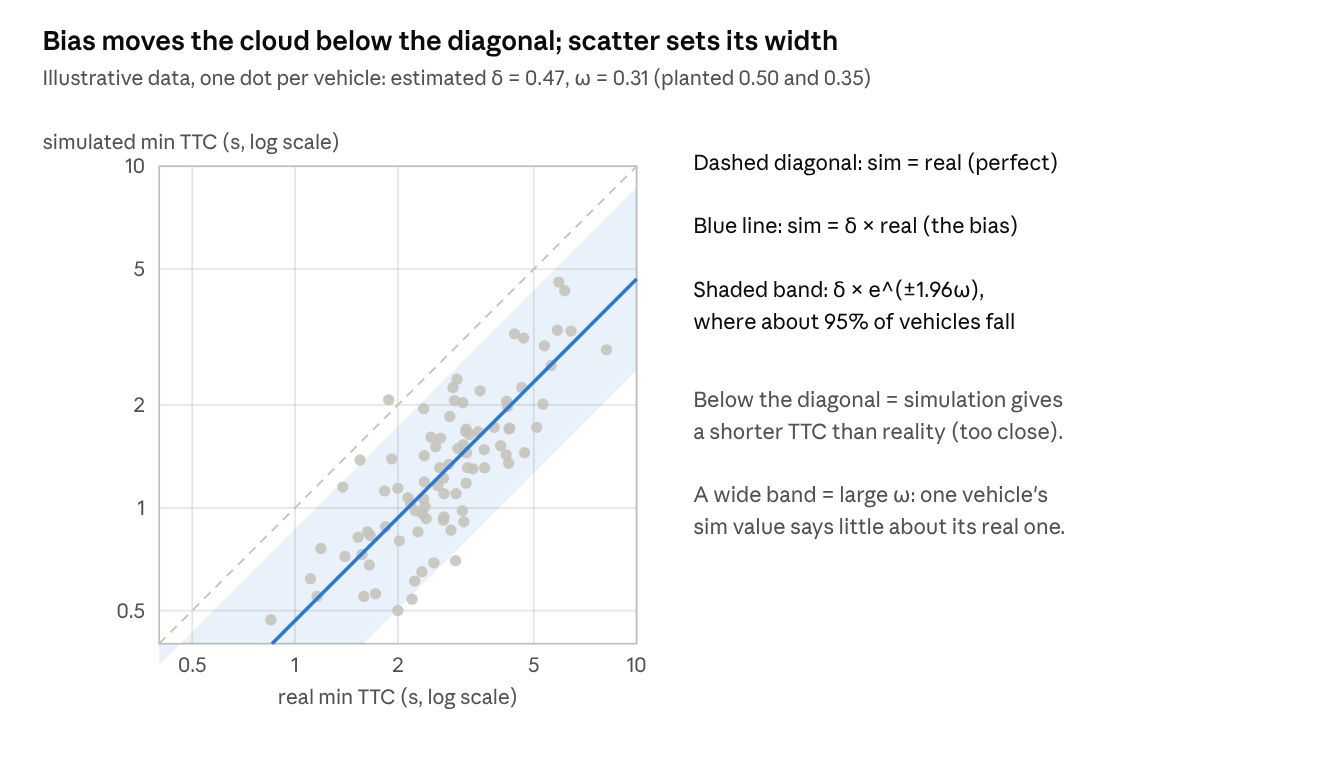 Bias moves the cloud below the diagonal; scatter sets its width
Illustrative data, one dot per vehicle: estimated δ = 0.47, ω = 0.31 (planted 0.50 and 0.35)
simulated min TTC (s, log scale)
10
5
2
1
0.5
0.5
1
2
5
10
real min TTC (s, log scale)
Dashed diagonal: sim = real (perfect)
Blue line: sim = δ × real (the bias)
Shaded band: δ × e^(±1.96ω),
where about 95% of vehicles fall
Below the diagonal = simulation gives
a shorter TTC than reality (too close).
A wide band = large ω: one vehicle's
sim value says little about its real one.